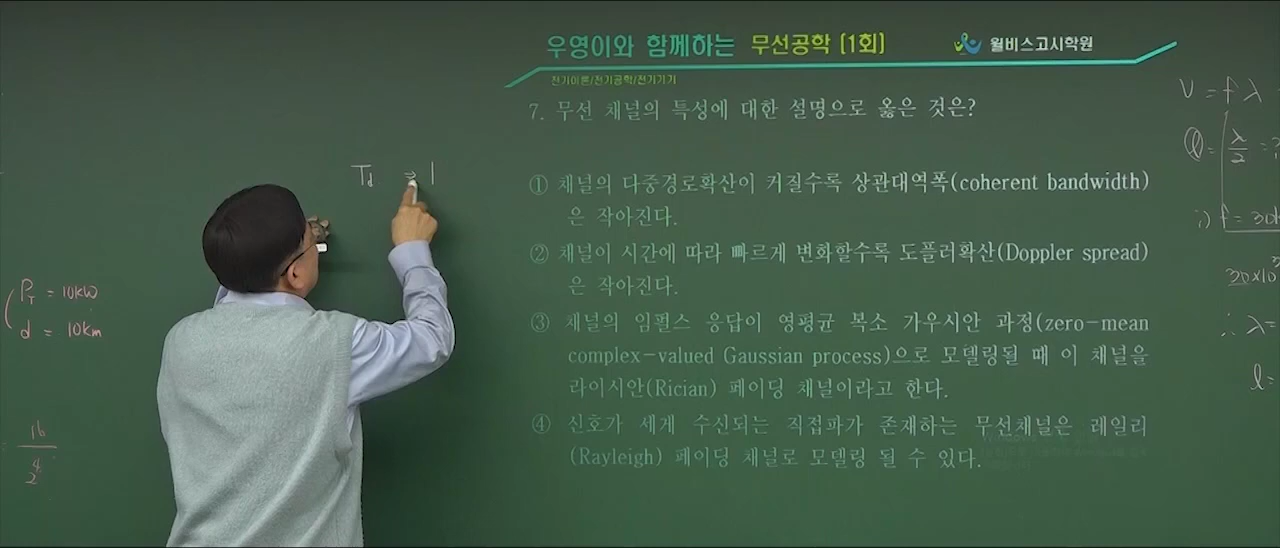 우영이와 함께하는 무선공학 [1회]
윌비스고시학원
전기이론/전기공학/전기기기
7. 무선 채널의 특성에 대한 설명으로 옳은 것은?
① 채널의 다중경로확산이 커질수록 상관대역폭(coherent bandwidth)
은 작아진다.
② 채널이 시간에 따라 빠르게 변화할수록 도플러확산(Doppler spread)
은 작아진다.
③ 채널의 임펄스 응답이 영평균 복소 가우시안 과정(zero-mean
complex-valued Gaussian process)으로 모델링될 때 이 채널을
라이시안(Rician) 페이딩 채널이라고 한다.
④ 신호가 세게 수신되는 직접파가 존재하는 무선채널은 레일리
(Rayleigh) 페이딩 채널로 모델링 될 수 있다.
Td
P_T = 10kW
d = 10km
16
V = f λ =
λ
2
i) f = 30k
∴ λ =
l =